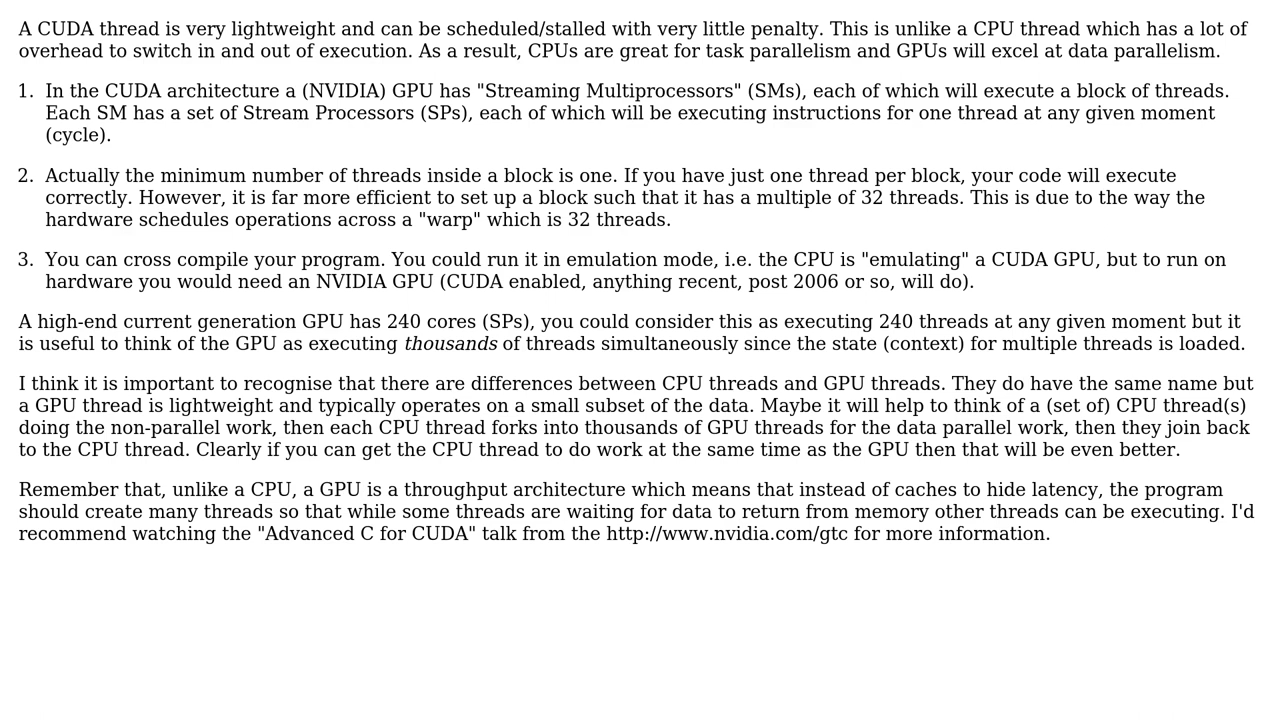 A CUDA thread is very lightweight and can be scheduled/stalled with very little penalty. This is unlike a CPU thread which has a lot of
overhead to switch in and out of execution. As a result, CPUs are great for task parallelism and GPUs will excel at data parallelism.
1. In the CUDA architecture a (NVIDIA) GPU has "Streaming Multiprocessors" (SMs), each of which will execute a block of threads.
Each SM has a set of Stream Processors (SPs), each of which will be executing instructions for one thread at any given moment
(cycle).
2. Actually the minimum number of threads inside a block is one. If you have just one thread per block, your code will execute
correctly. However, it is far more efficient to set up a block such that it has a multiple of 32 threads. This is due to the way the
hardware schedules operations across a "warp" which is 32 threads.
3. You can cross compile your program. You could run it in emulation mode, i.e. the CPU is "emulating" a CUDA GPU, but to run on
hardware you would need an NVIDIA GPU (CUDA enabled, anything recent, post 2006 or so, will do).
A high-end current generation GPU has 240 cores (SPs), you could consider this as executing 240 threads at any given moment but it
is useful to think of the GPU as executing thousands of threads simultaneously since the state (context) for multiple threads is loaded.
I think it is important to recognise that there are differences between CPU threads and GPU threads. They do have the same name but
a GPU thread is lightweight and typically operates on a small subset of the data. Maybe it will help to think of a (set of) CPU thread(s)
doing the non-parallel work, then each CPU thread forks into thousands of GPU threads for the data parallel work, then they join back
to the CPU thread. Clearly if you can get the CPU thread to do work at the same time as the GPU then that will be even better.
Remember that, unlike a CPU, a GPU is a throughput architecture which means that instead of caches to hide latency, the program
should create many threads so that while some threads are waiting for data to return from memory other threads can be executing. I'd
recommend watching the "Advanced C for CUDA" talk from the http://www.nvidia.com/gtc for more information.